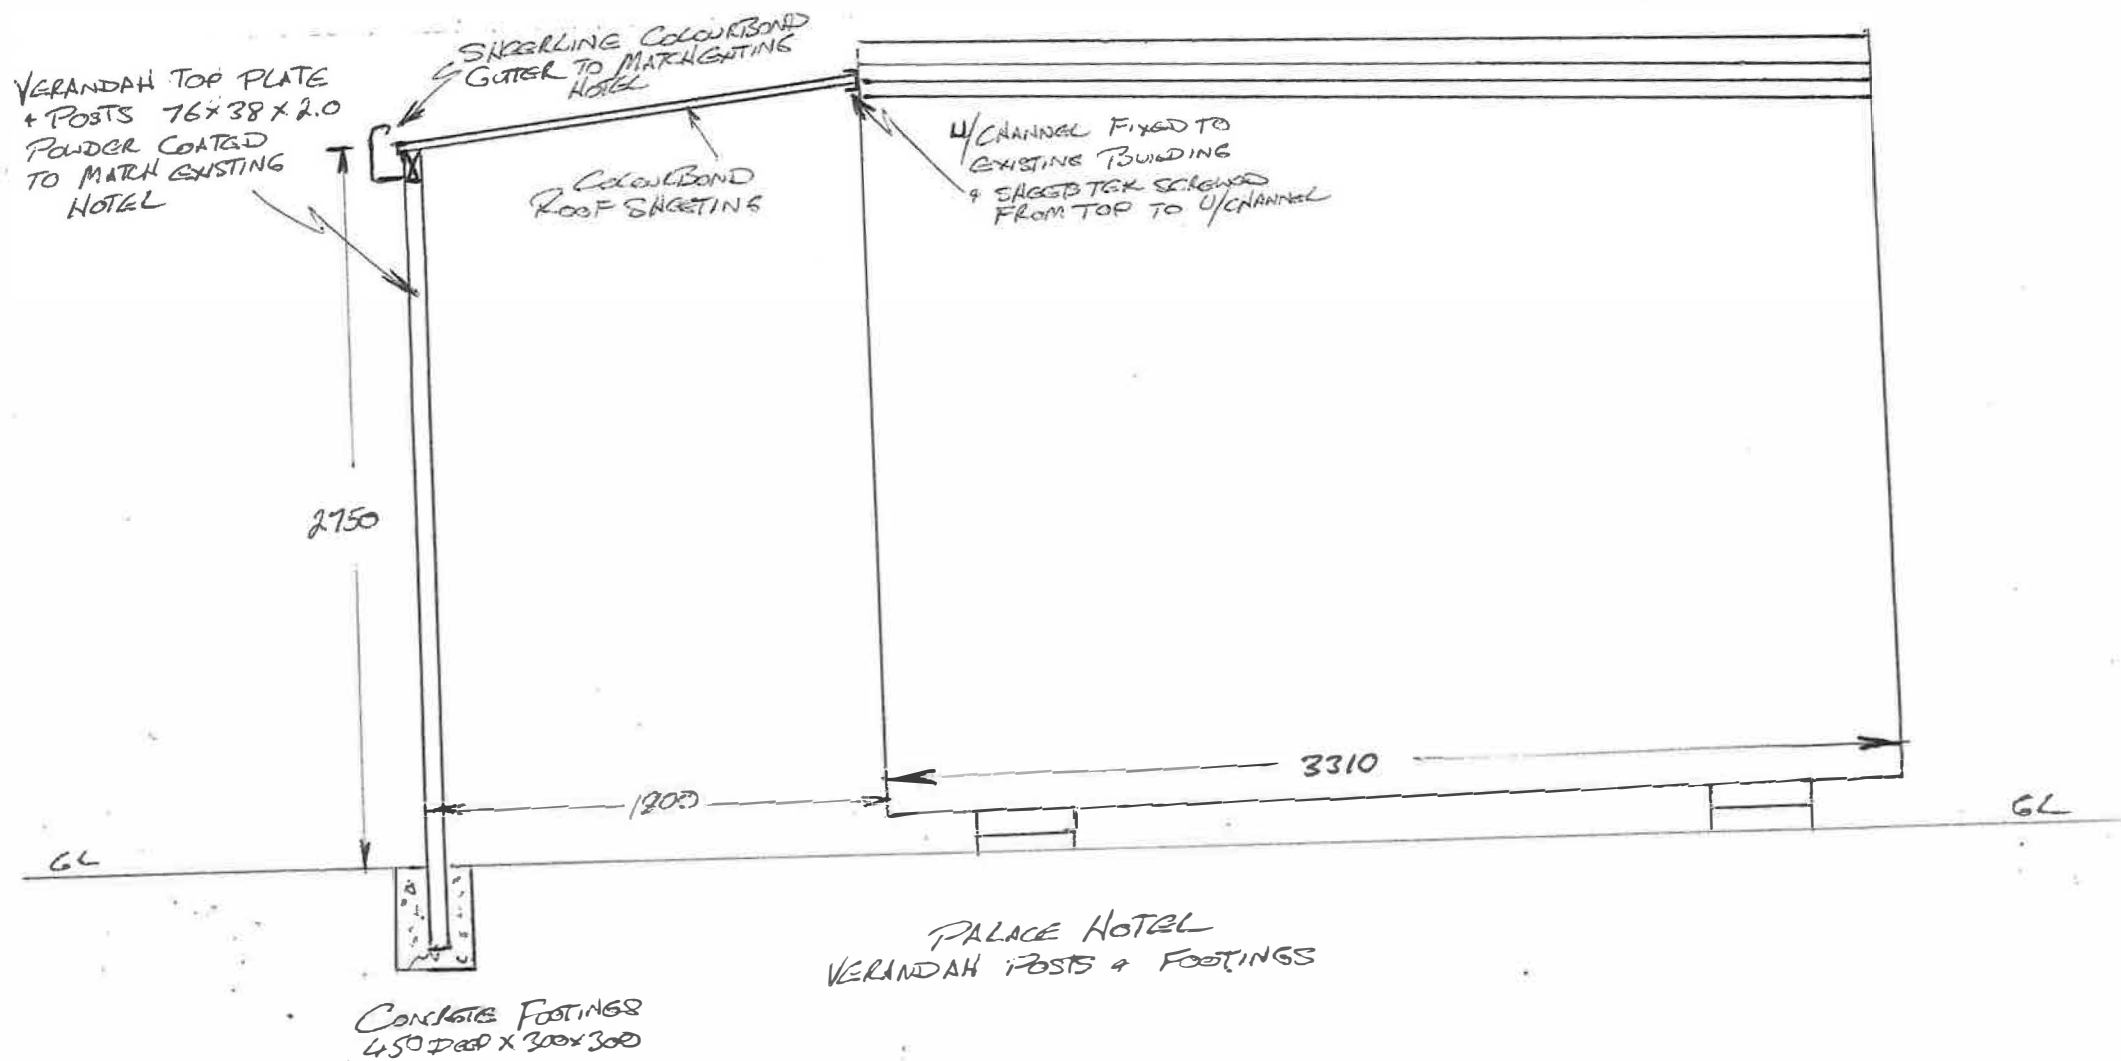 SHEERLINE COLOURBOND
GUTTER TO MATCH EXITING
HOTEL
VERANDAH TOP PLATE
+ POSTS 76 x 38 x 2.0
POWDER COATED
TO MATCH EXISTING
HOTEL
COLOURBOND
ROOF SHEETING
U/CHANNEL FIXED TO
EXISTING BUILDING
+ SHEETS TEK SCREWED
FROM TOP TO U/CHANNEL
2750
1800
3310
GL
GL
PALACE HOTEL
VERANDAH POSTS & FOOTINGS
CONCRETE FOOTINGS
450 DEEP x 300 x 300